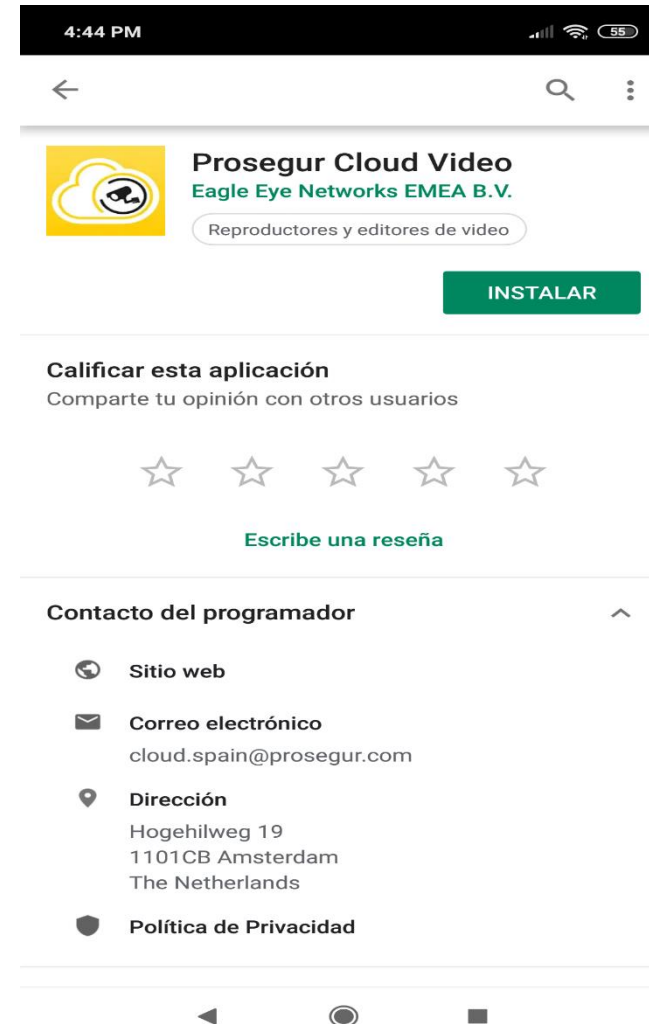 4:44 PM
55
Prosegur Cloud Video
Eagle Eye Networks EMEA B.V.
Reproductores y editores de video
INSTALAR
Calificar esta aplicación
Comparte tu opinión con otros usuarios
Escribe una reseña
Contacto del programador
Sitio web
Correo electrónico
cloud.spain@prosegur.com
Dirección
Hogehilweg 19
1101CB Amsterdam
The Netherlands
Política de Privacidad